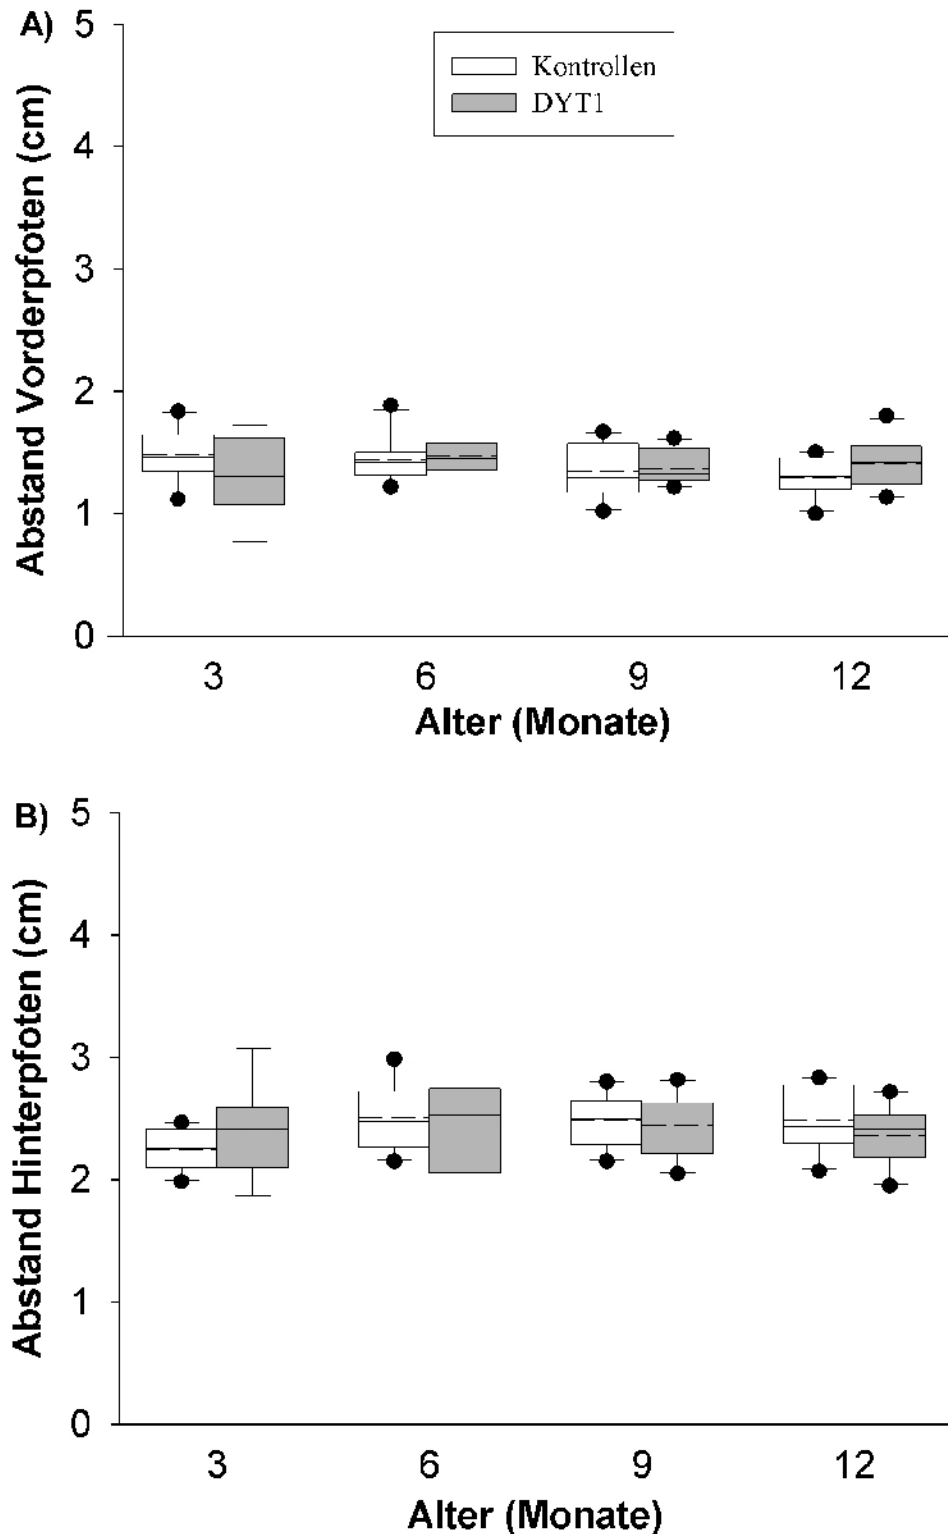 A)
Abstand Vorderpfoten (cm)
5
4
3
2
1
0
Kontrollen
DYT1
3 6 9 12
Alter (Monate)
B)
Abstand Hinterpfoten (cm)
5
4
3
2
1
0
3 6 9 12
Alter (Monate)